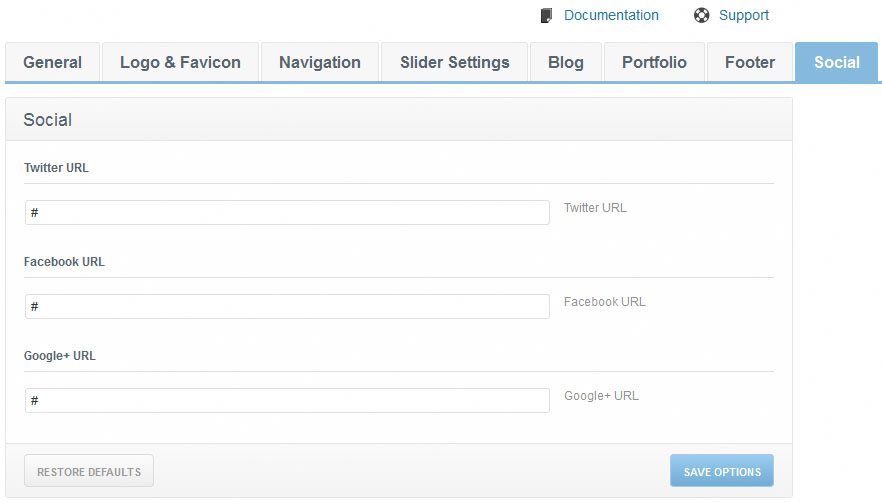 Documentation Support
General Logo & Favicon Navigation Slider Settings Blog Portfolio Footer Social
Social
Twitter URL
# Twitter URL
Facebook URL
# Facebook URL
Google+ URL
# Google+ URL
RESTORE DEFAULTS SAVE OPTIONS